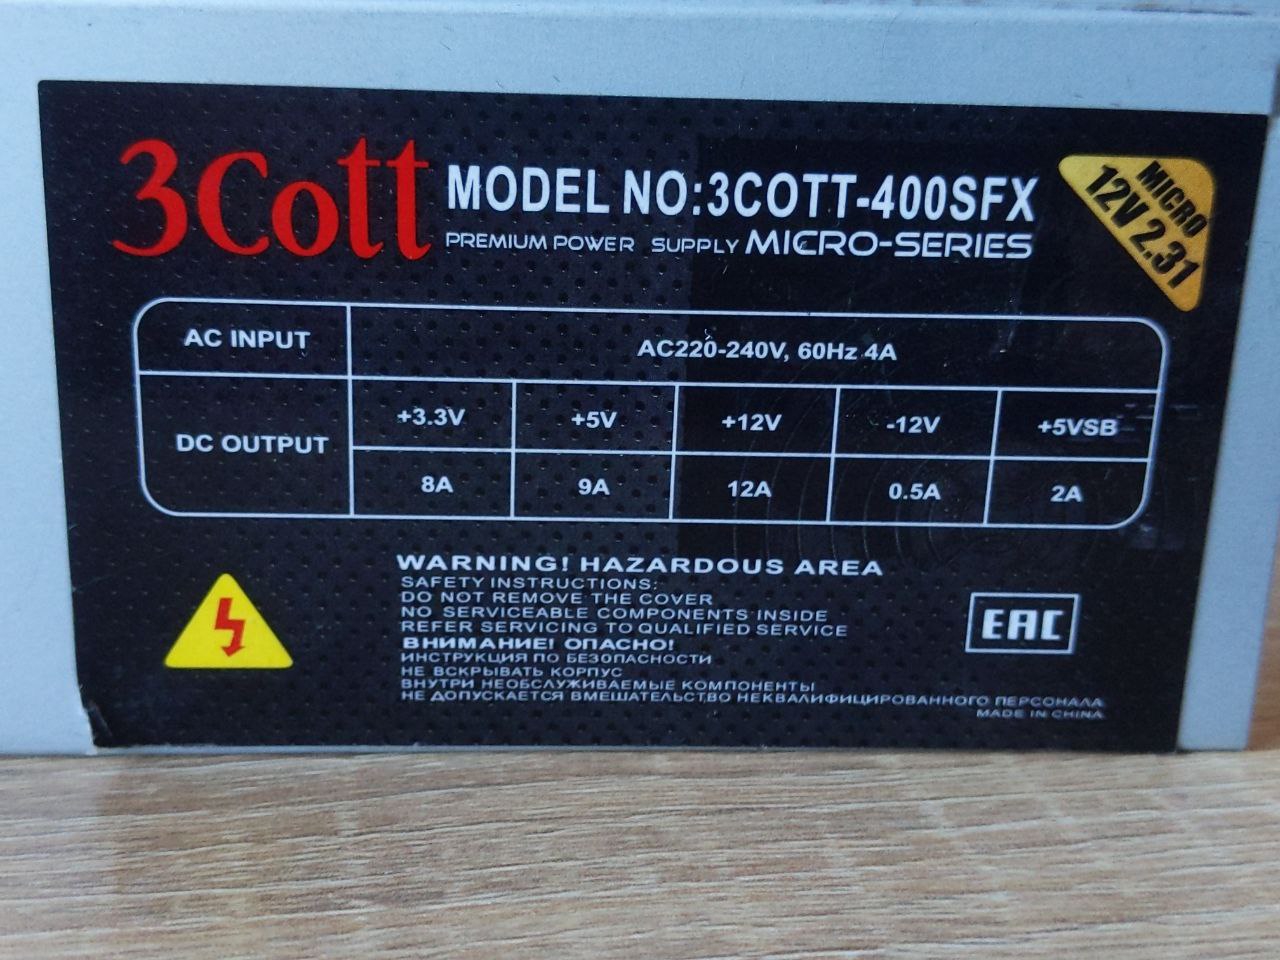 3Cott
MODEL NO:3COTT-400SFX
PREMIUM POWER SUPPLY MICRO-SERIES
MICRO
12V 2.31
AC INPUT AC220-240V, 60Hz 4A
DC OUTPUT +3.3V +5V +12V -12V +5VSB
8A 9A 12A 0.5A 2A
WARNING! HAZARDOUS AREA
SAFETY INSTRUCTIONS:
DO NOT REMOVE THE COVER
NO SERVICEABLE COMPONENTS INSIDE
REFER SERVICING TO QUALIFIED SERVICE
ВНИМАНИЕ! ОПАСНО!
ИНСТРУКЦИЯ ПО БЕЗОПАСНОСТИ
НЕ ВСКРЫВАТЬ КОРПУС
ВНУТРИ НЕОБСЛУЖИВАЕМЫЕ КОМПОНЕНТЫ
НЕ ДОПУСКАЕТСЯ ВМЕШАТЕЛЬСТВО НЕКВАЛИФИЦИРОВАННОГО ПЕРСОНАЛА
MADE IN CHINA
EAC